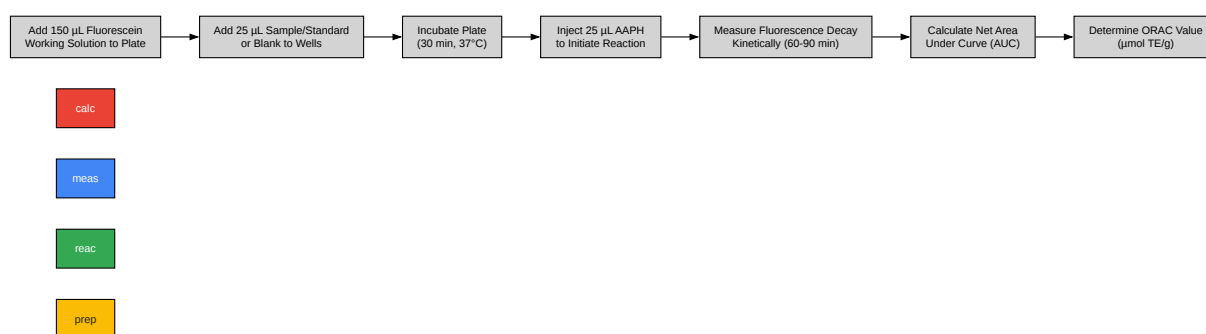 Add 150 µL Fluorescein
Working Solution to Plate
Add 25 µL Sample/Standard
or Blank to Wells
Incubate Plate
(30 min, 37°C)
Inject 25 µL AAPH
to Initiate Reaction
Measure Fluorescence Decay
Kinetically (60-90 min)
Calculate Net Area
Under Curve (AUC)
Determine ORAC Value
(µmol TE/g)
calc
meas
reac
prep